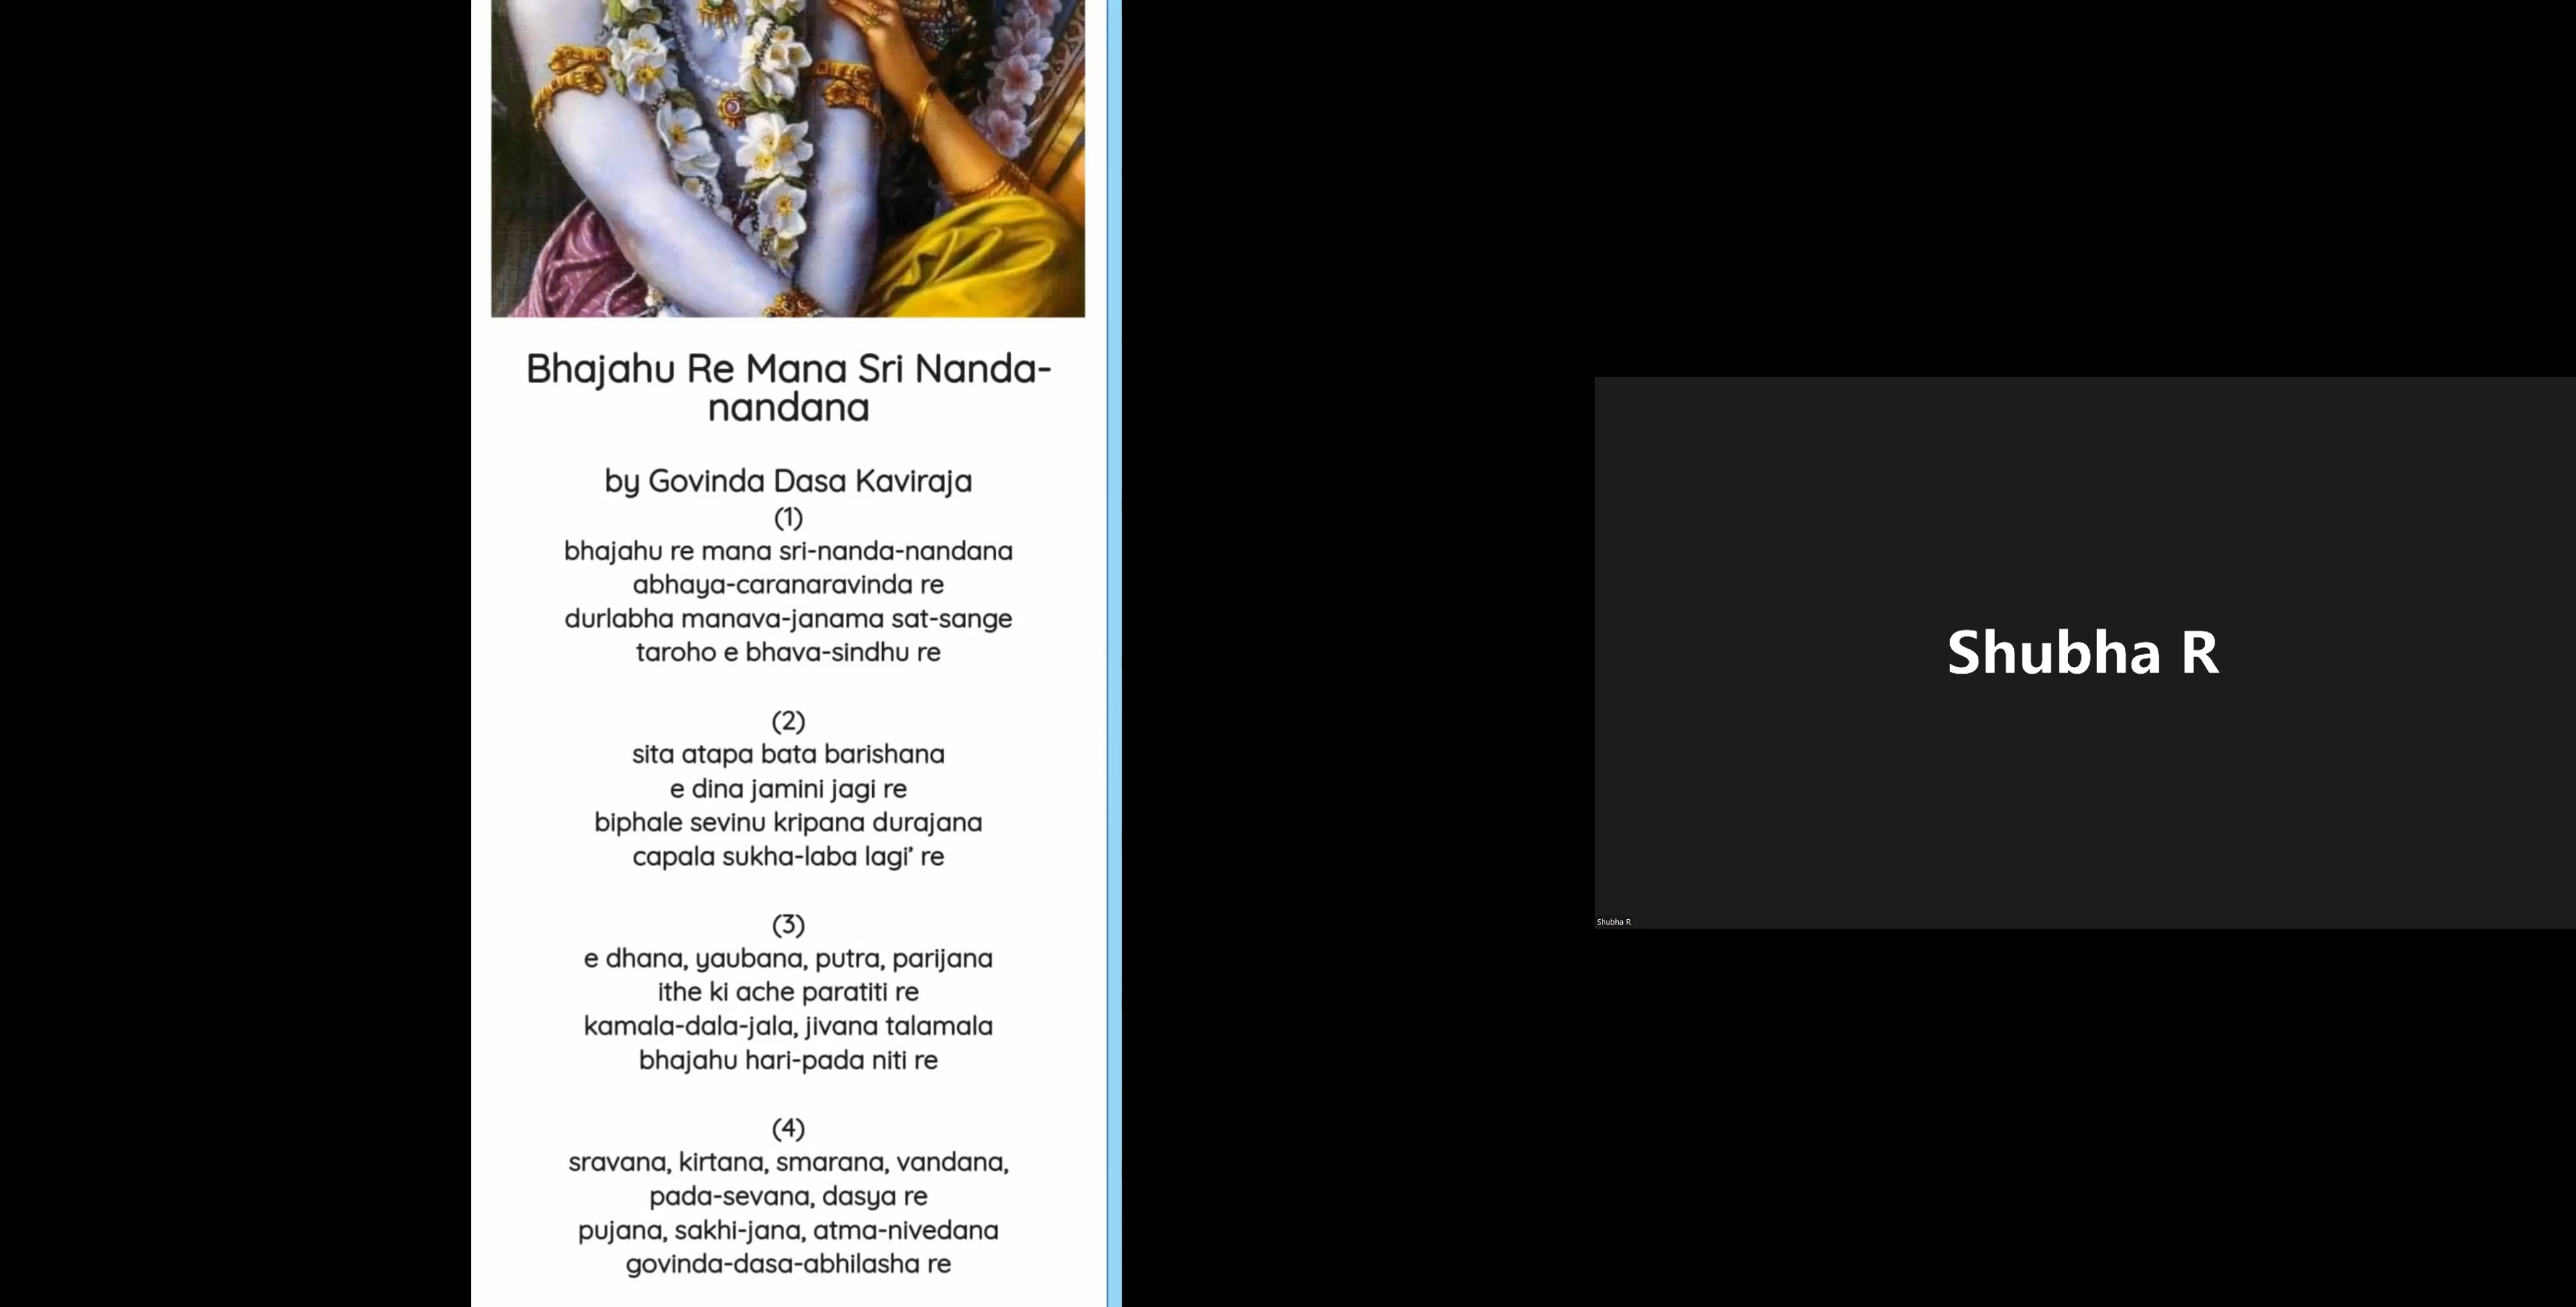 Bhajahu Re Mana Sri Nanda-
nandana
by Govinda Dasa Kaviraja
(1)
bhajahu re mana sri-nanda-nandana
abhaya-caranaravinda re
durlabha manava-janama sat-sange
taroho e bhava-sindhu re
(2)
sita atapa bata barishana
e dina jamini jagi re
biphale sevinu kripana durajana
capala sukha-laba lagi’ re
(3)
e dhana, yaubana, putra, parijana
ithe ki ache paratiti re
kamala-dala-jala, jivana talamala
bhajahu hari-pada niti re
(4)
sravana, kirtana, smarana, vandana,
pada-sevana, dasya re
pujana, sakhi-jana, atma-nivedana
govinda-dasa-abhilasha re
Shubha R
Shubha R